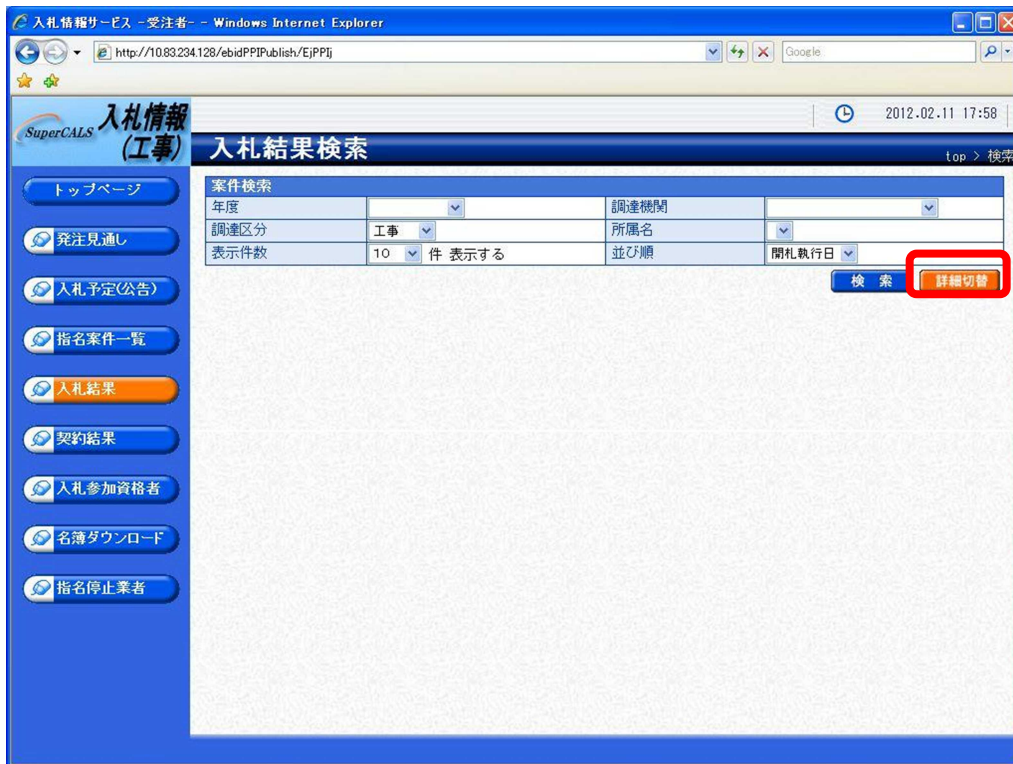 入札情報サービス -受注者- - Windows Internet Explorer
http://10.83.234.128/ebidPPIPublish/EjPPIj
Google
SuperCALS 入札情報
(工事)
2012.02.11 17:58
入札結果検索
top > 検索
トップページ
発注見通し
入札予定(公告)
指名案件一覧
入札結果
契約結果
入札参加資格者
名簿ダウンロード
指名停止業者
案件検索
年度 調達機関
調達区分 工事 所属名
表示件数 10 件 表示する 並び順 開札執行日
検 索 詳細切替